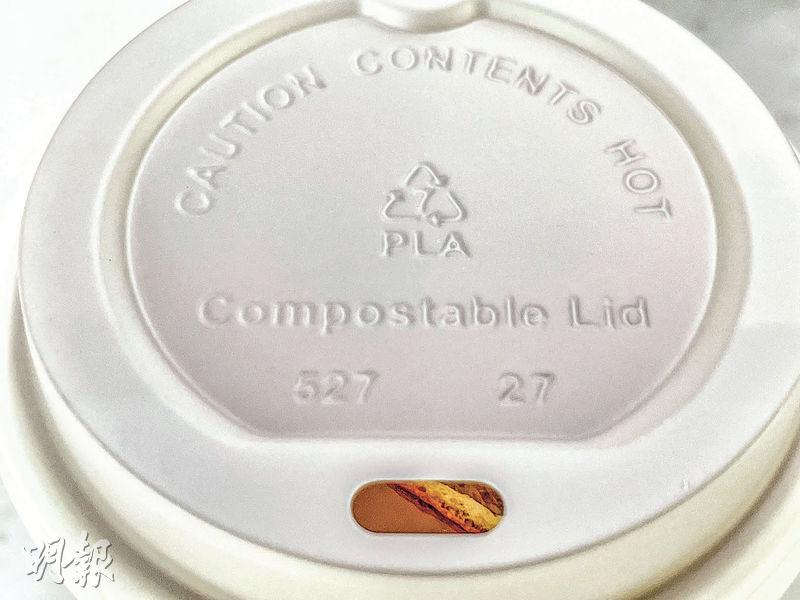 CAUTION CONTENTS HOT
7
PLA
Compostable Lid
527 27
明報